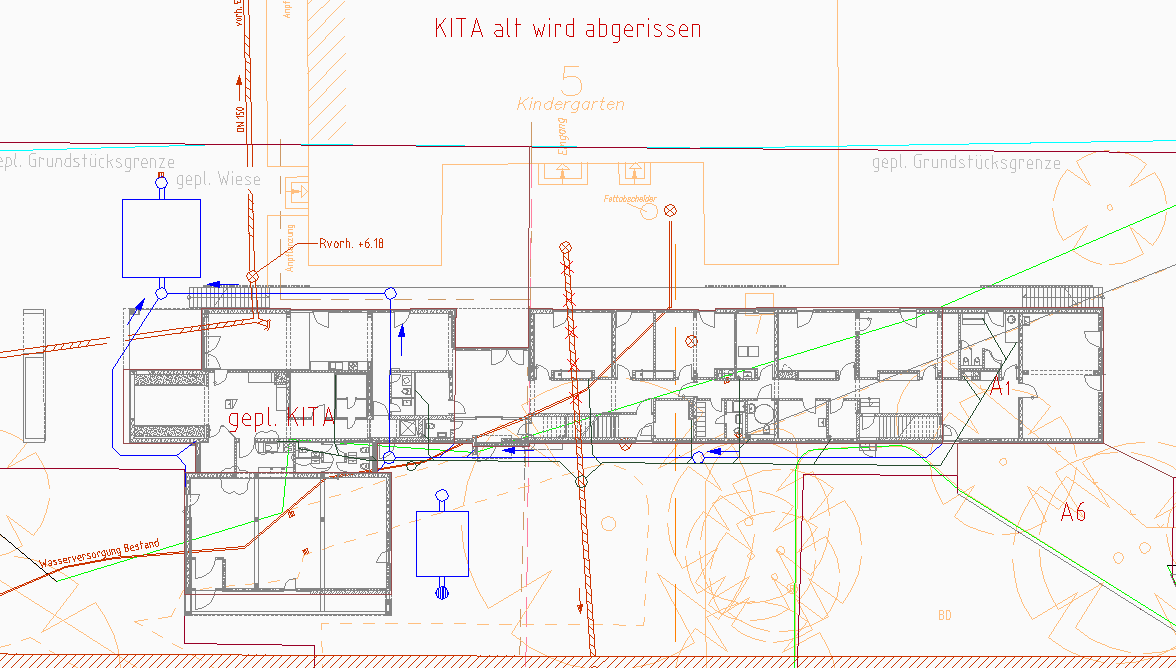 vorh. E
Anpf
KITA alt wird abgerissen
5
Kindergarten
DN 150
Eingang
epl. Grundstücksgrenze
gepl. Grundstücksgrenze
gepl. Wiese
Fettabscheider
Anpflanzung
Rvorh. +6.18
A1
gepl. KITA
A6
Wasserversorgung Bestand
BD